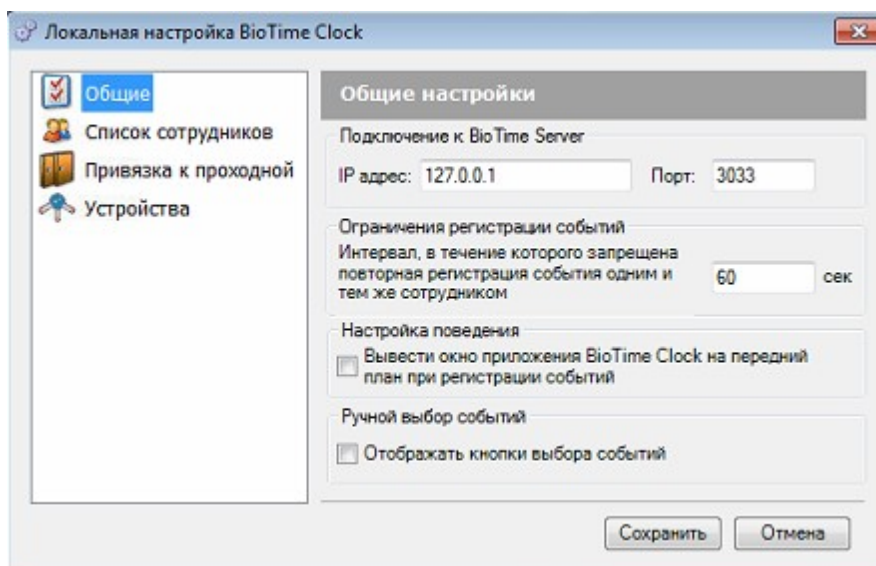 Локальная настройка BioTime Clock
Общие
Список сотрудников
Привязка к проходной
Устройства
Общие настройки
Подключение к BioTime Server
IP адрес: 127.0.0.1 Порт: 3033
Ограничения регистрации событий
Интервал, в течение которого запрещена
повторная регистрация события одним и
тем же сотрудником
60 сек
Настройка поведения
Вывести окно приложения BioTime Clock на передний
план при регистрации событий
Ручной выбор событий
Отображать кнопки выбора событий
Сохранить Отмена